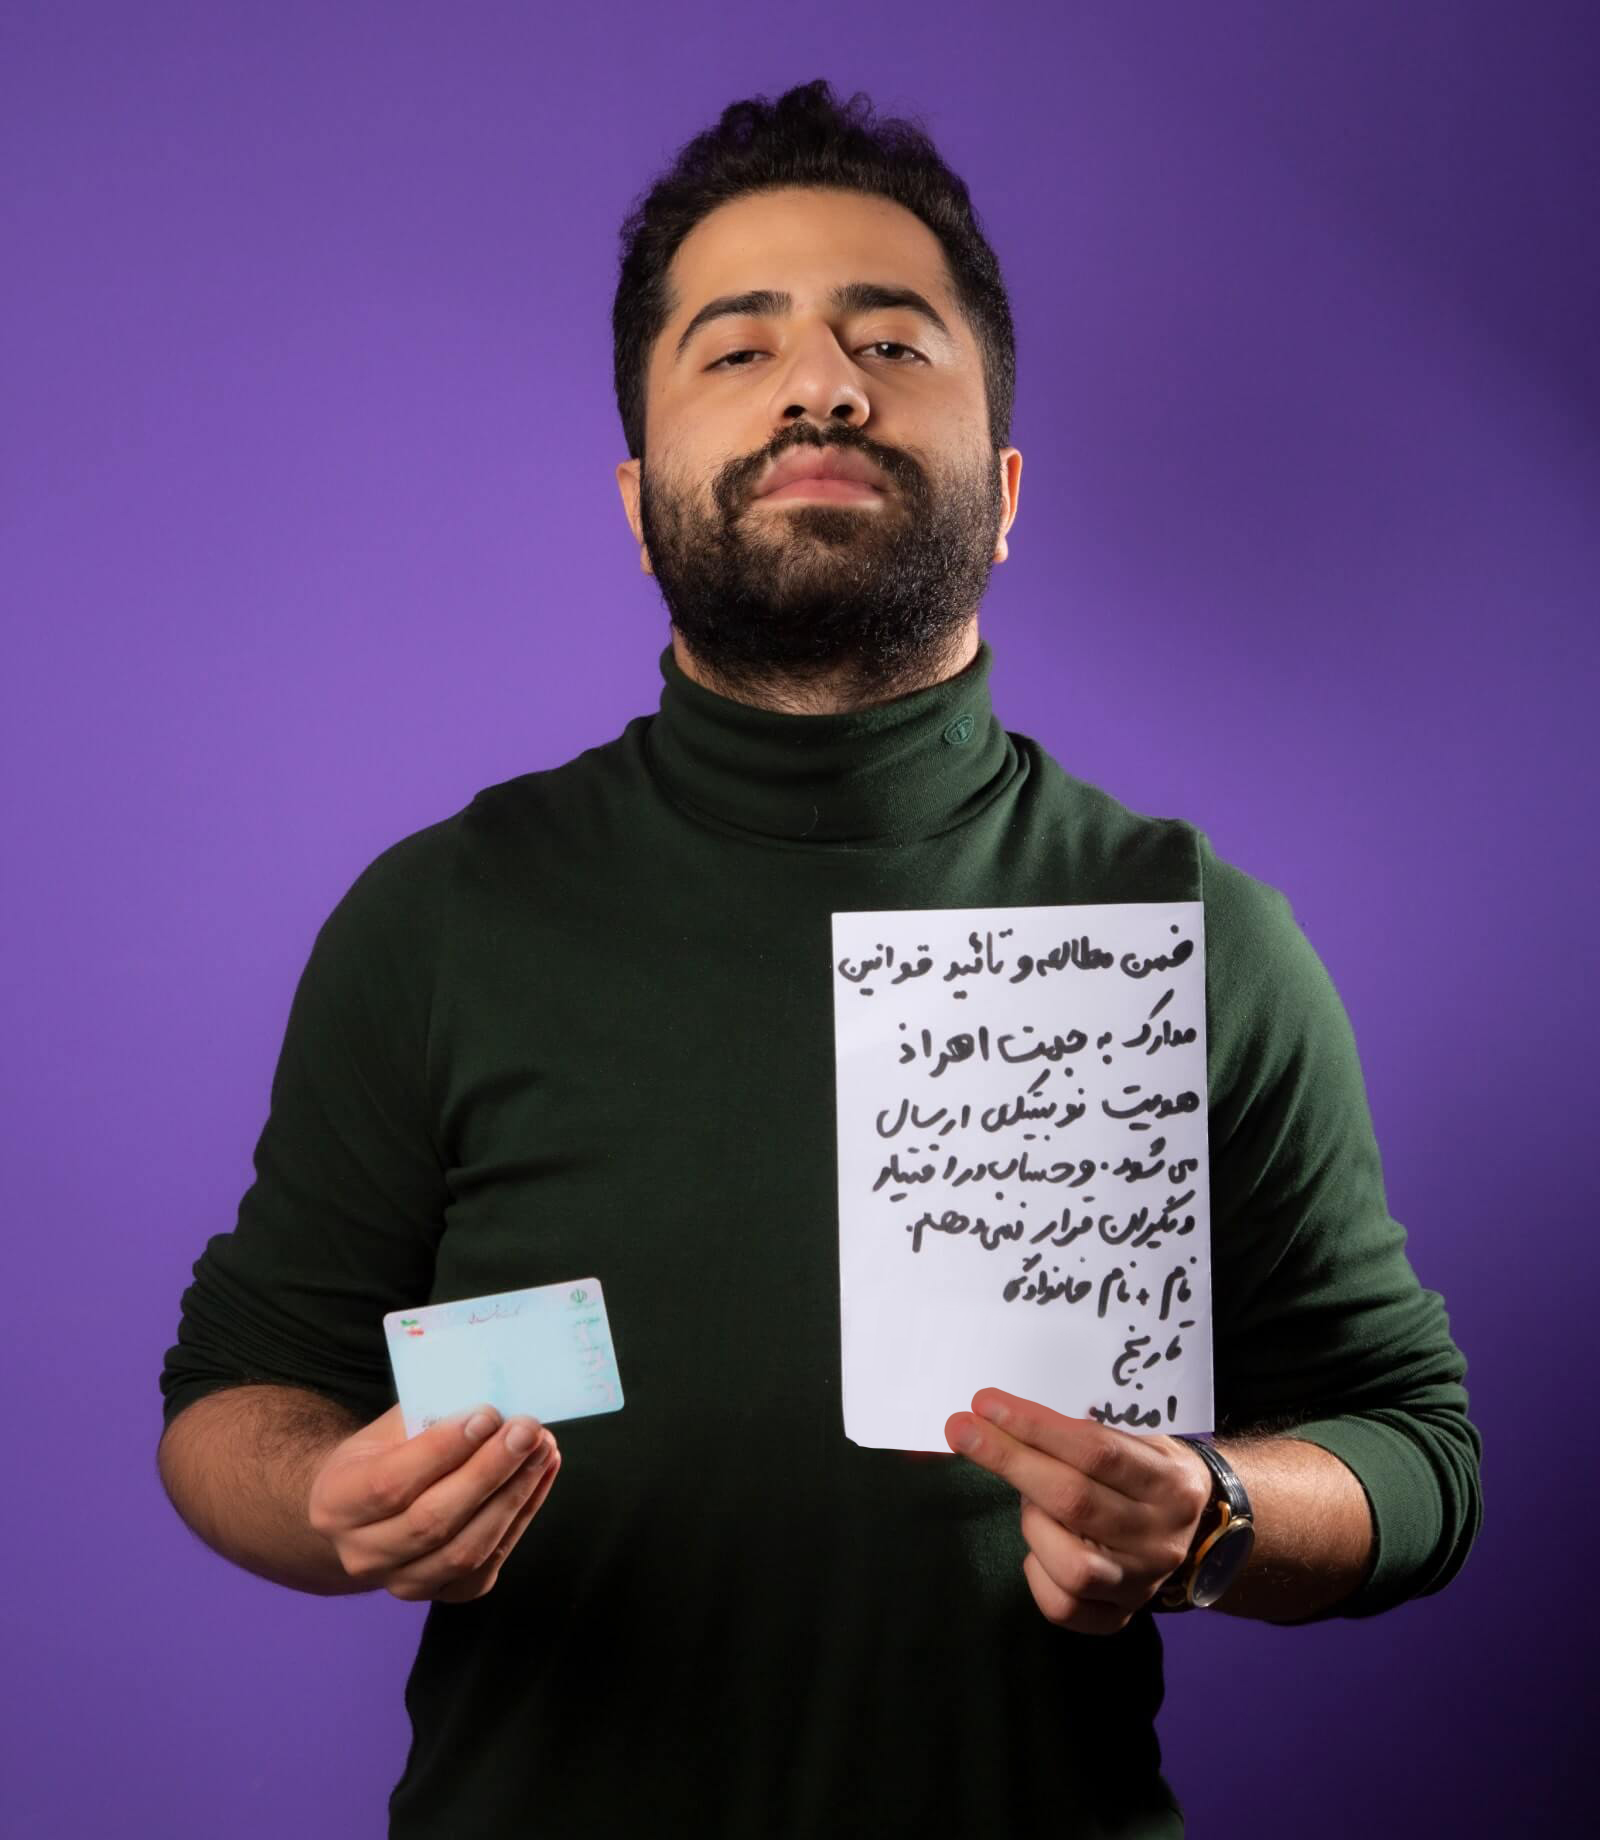 ضمن مطالعه و تائید قوانین
مدارک به جهت احراز
هویت نوبیتکس ارسال
می شود. و حساب در اختیار
دیگران قرار نمی دهم.
نام + نام خانوادگی
تاریخ
امضاء